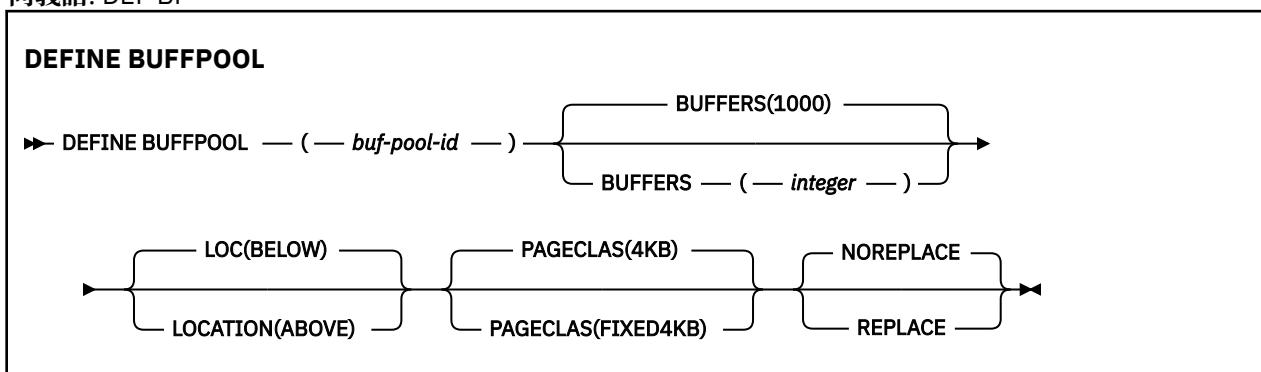 DEFINE BUFFPOOL
BUFFERS(1000)
DEFINE BUFFPOOL ( buf-pool-id )
BUFFERS ( integer )
LOC(BELOW) PAGECLAS(4KB) NOREPLACE
LOCATION(ABOVE) PAGECLAS(FIXED4KB) REPLACE